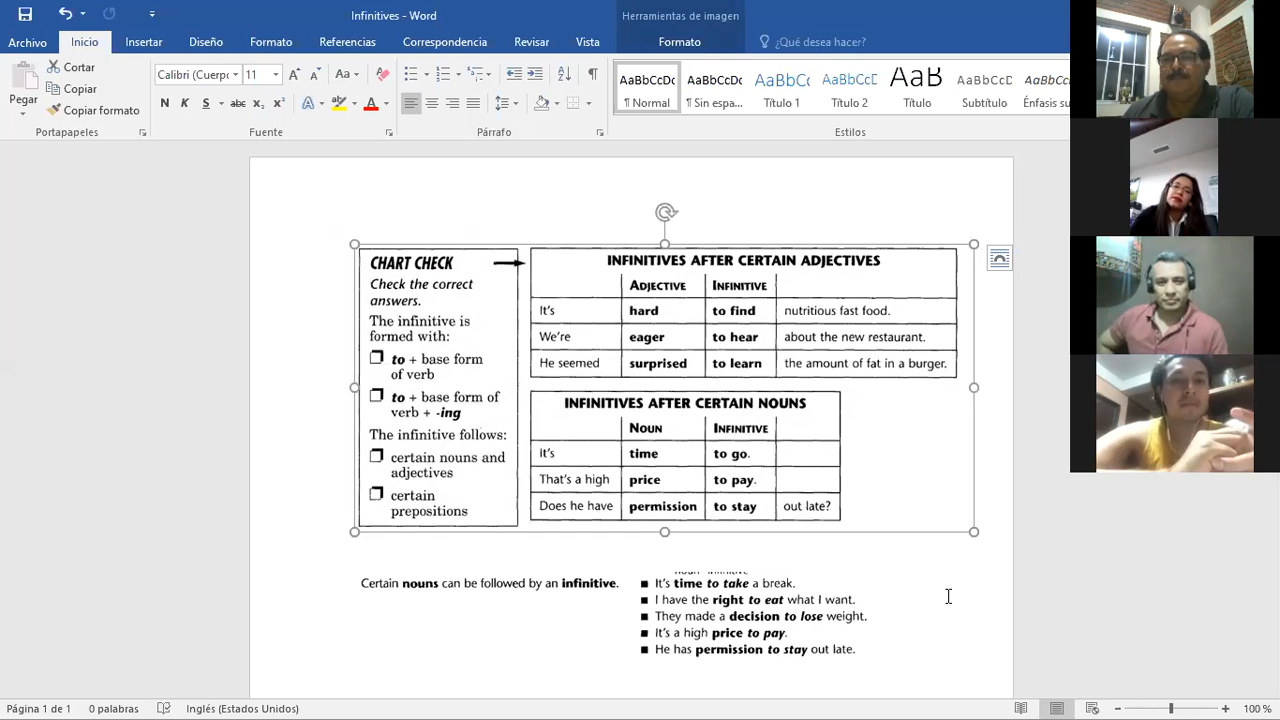 Infinitives - Word
Herramientas de imagen
Archivo Inicio Insertar Diseño Formato Referencias Correspondencia Revisar Vista Formato ¿Qué desea hacer?
Pegar
Cortar
Copiar
Copiar formato
Portapapeles
Calibri (Cuerpo 11
Fuente
Párrafo
AaBbCcDc AaBbCcDc AaBbCc AaBbCcD AaB AaBbCcD AaBbCcDc
¶ Normal ¶ Sin espa... Título 1 Título 2 Título Subtítulo Énfasis su
Estilos
CHART CHECK
Check the correct
answers.
The infinitive is
formed with:
to + base form
of verb
to + base form of
verb + -ing
The infinitive follows:
certain nouns and
adjectives
certain
prepositions
INFINITIVES AFTER CERTAIN ADJECTIVES
ADJECTIVE INFINITIVE
It's hard to find nutritious fast food.
We're eager to hear about the new restaurant.
He seemed surprised to learn the amount of fat in a burger.
INFINITIVES AFTER CERTAIN NOUNS
NOUN INFINITIVE
It's time to go.
That's a high price to pay.
Does he have permission to stay out late?
Certain nouns can be followed by an infinitive.
■ It's time to take a break.
■ I have the right to eat what I want.
■ They made a decision to lose weight.
■ It's a high price to pay.
■ He has permission to stay out late.
Página 1 de 1 0 palabras Inglés (Estados Unidos) 100 %